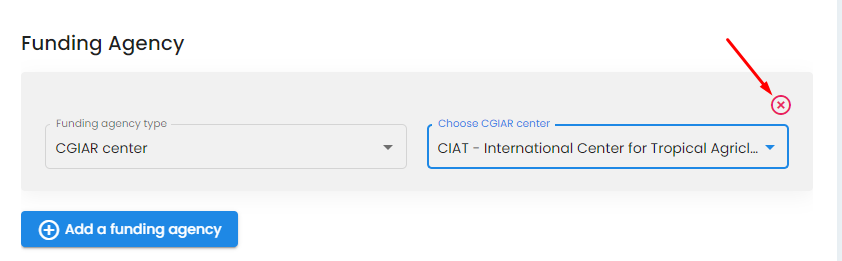 Funding Agency
Funding agency type
CGIAR center
Choose CGIAR center
CIAT - International Center for Tropical Agricl...
Add a funding agency